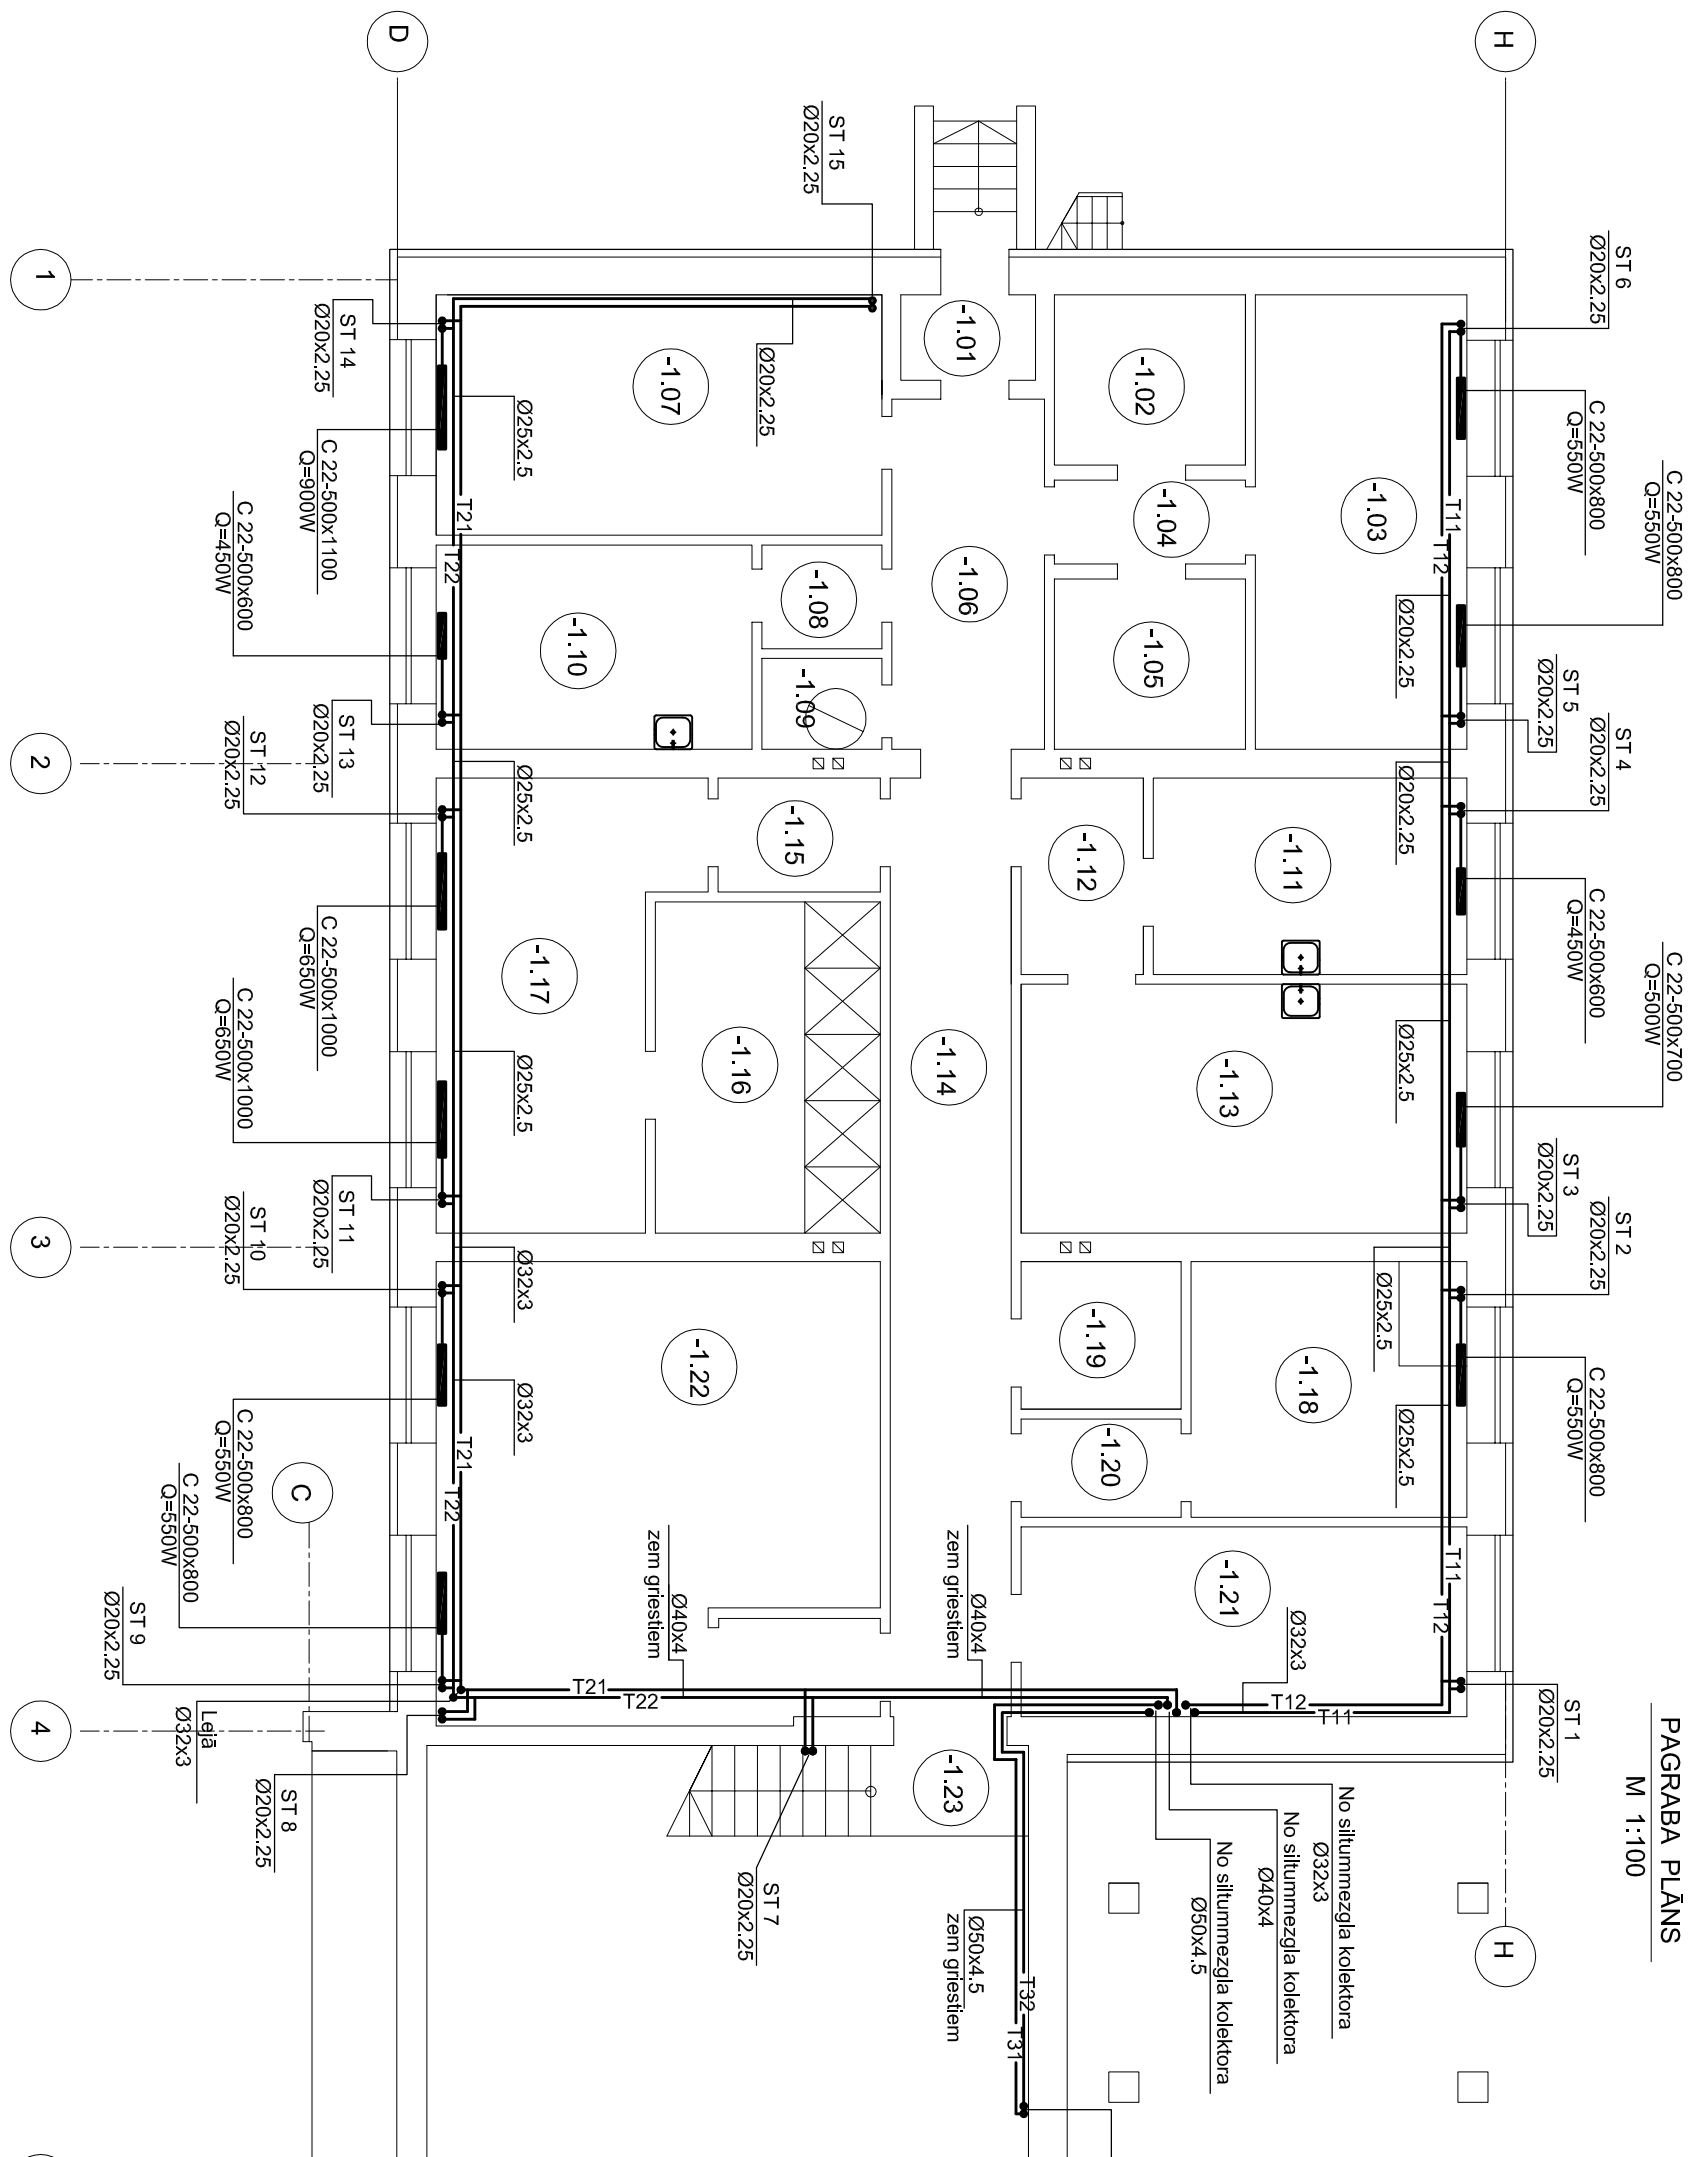 PAGRABA PLĀNS
M 1:100
H
D
1
2
3
4
C
H
ST 15
Ø20x2.25
ST 6
Ø20x2.25
C 22-500x800
Q=550W
C 22-500x800
Q=550W
ST 5
Ø20x2.25
ST 4
Ø20x2.25
C 22-500x600
Q=450W
C 22-500x700
Q=500W
ST 3
Ø20x2.25
ST 2
Ø20x2.25
C 22-500x800
Q=550W
ST 1
Ø20x2.25
T11
T12
Ø20x2.25
Ø20x2.25
Ø25x2.5
Ø25x2.5
Ø25x2.5
T11
T12
Ø32x3
T12
T11
-1.01
-1.02
-1.03
-1.04
-1.05
-1.06
-1.07
-1.08
-1.09
-1.10
-1.11
-1.12
-1.13
-1.14
-1.15
-1.16
-1.17
-1.18
-1.19
-1.20
-1.21
-1.22
-1.23
Ø20x2.25
Ø25x2.5
T21
T22
Ø25x2.5
Ø25x2.5
Ø32x3
Ø32x3
T21
T22
ST 14
Ø20x2.25
C 22-500x1100
Q=900W
C 22-500x600
Q=450W
ST 13
Ø20x2.25
ST 12
Ø20x2.25
C 22-500x1000
Q=650W
C 22-500x1000
Q=650W
ST 11
Ø20x2.25
ST 10
Ø20x2.25
C 22-500x800
Q=550W
C 22-500x800
Q=550W
ST 9
Ø20x2.25
Lejā
Ø32x3
ST 8
Ø20x2.25
Ø40x4
zem griestiem
Ø40x4
zem griestiem
T21
T22
ST 7
Ø20x2.25
Ø50x4.5
zem griestiem
T32
T31
No siltummezgla kolektora
Ø32x3
No siltummezgla kolektora
Ø40x4
No siltummezgla kolektora
Ø50x4.5